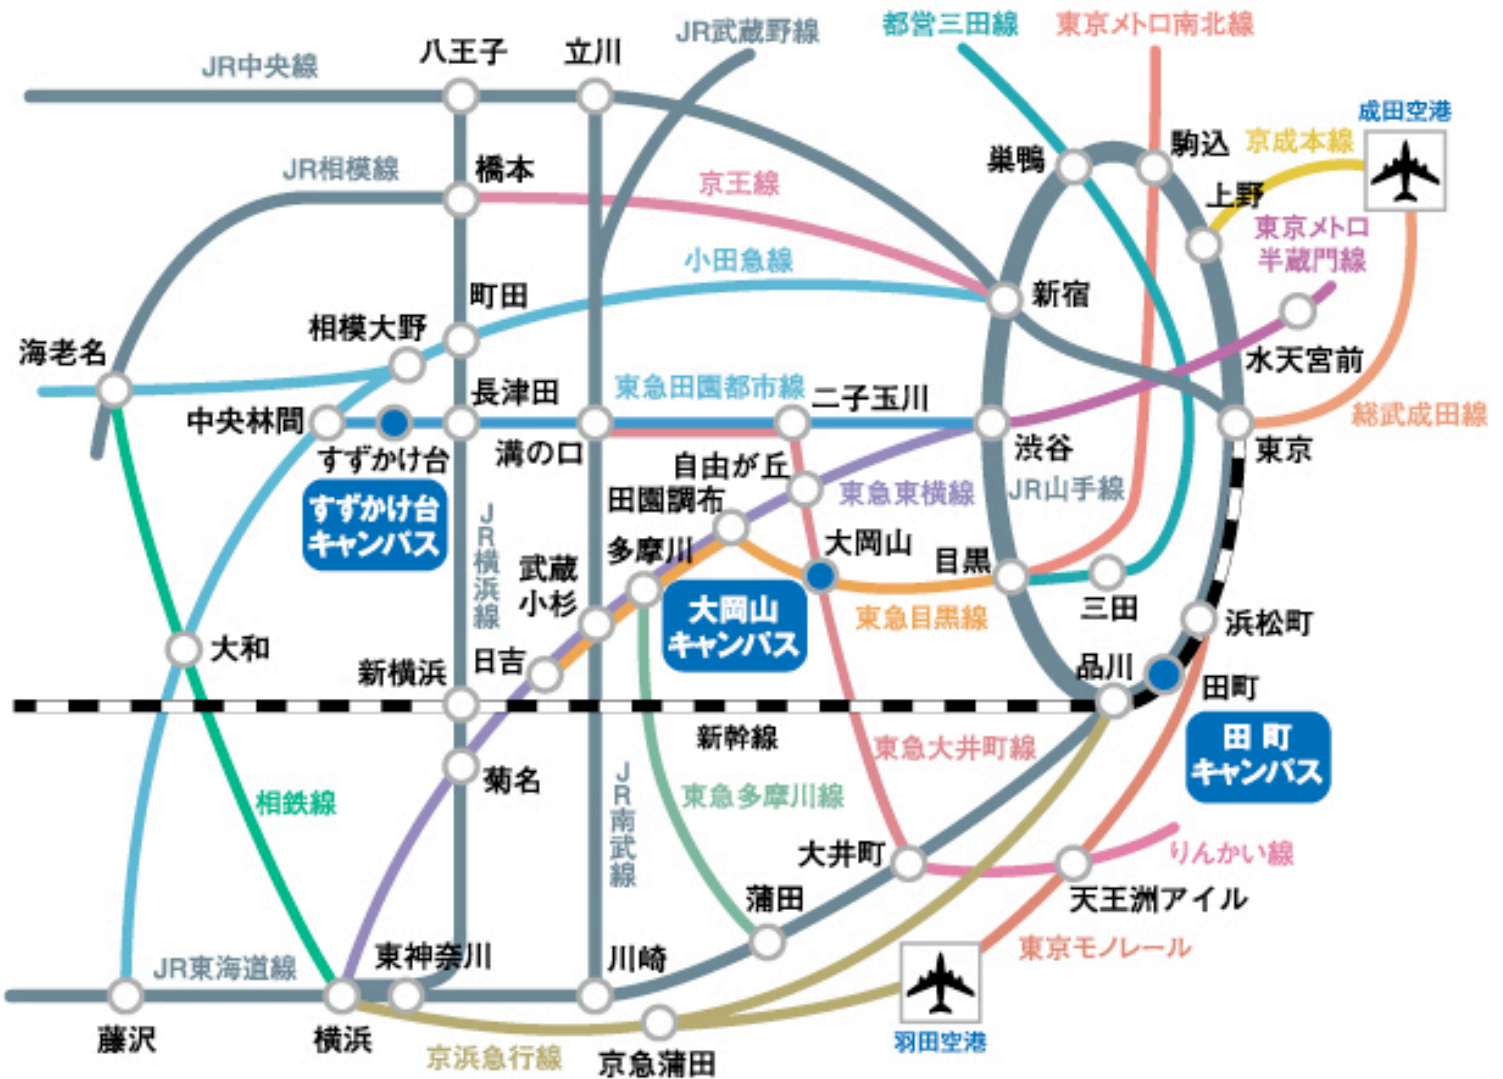 JR武蔵野線
都営三田線
東京メトロ南北線
JR中央線
八王子
立川
成田空港
京成本線
駒込
巣鴨
JR相模線
橋本
京王線
上野
東京メトロ
半蔵門線
小田急線
新宿
町田
相模大野
海老名
水天宮前
中央林間
長津田
東急田園都市線
二子玉川
総武成田線
すずかけ台
溝の口
渋谷
東京
自由が丘
東急東横線
JR山手線
田園調布
すずかけ台
キャンパス
JR横浜線
武蔵
小杉
多摩川
大岡山
目黒
大岡山
キャンパス
東急目黒線
三田
浜松町
大和
新横浜
日吉
品川
田町
新幹線
東急大井町線
田町
キャンパス
菊名
相鉄線
JR南武線
東急多摩川線
大井町
りんかい線
蒲田
天王洲アイル
JR東海道線
東神奈川
川崎
東京モノレール
藤沢
横浜
京浜急行線
京急蒲田
羽田空港